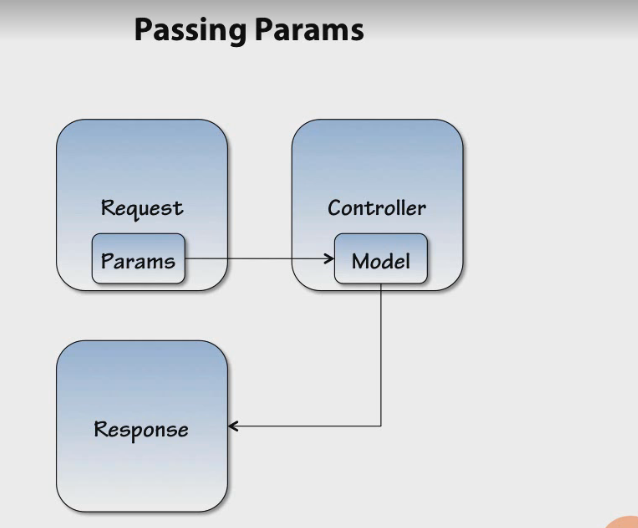 Passing Params
Request
Params
Controller
Model
Response